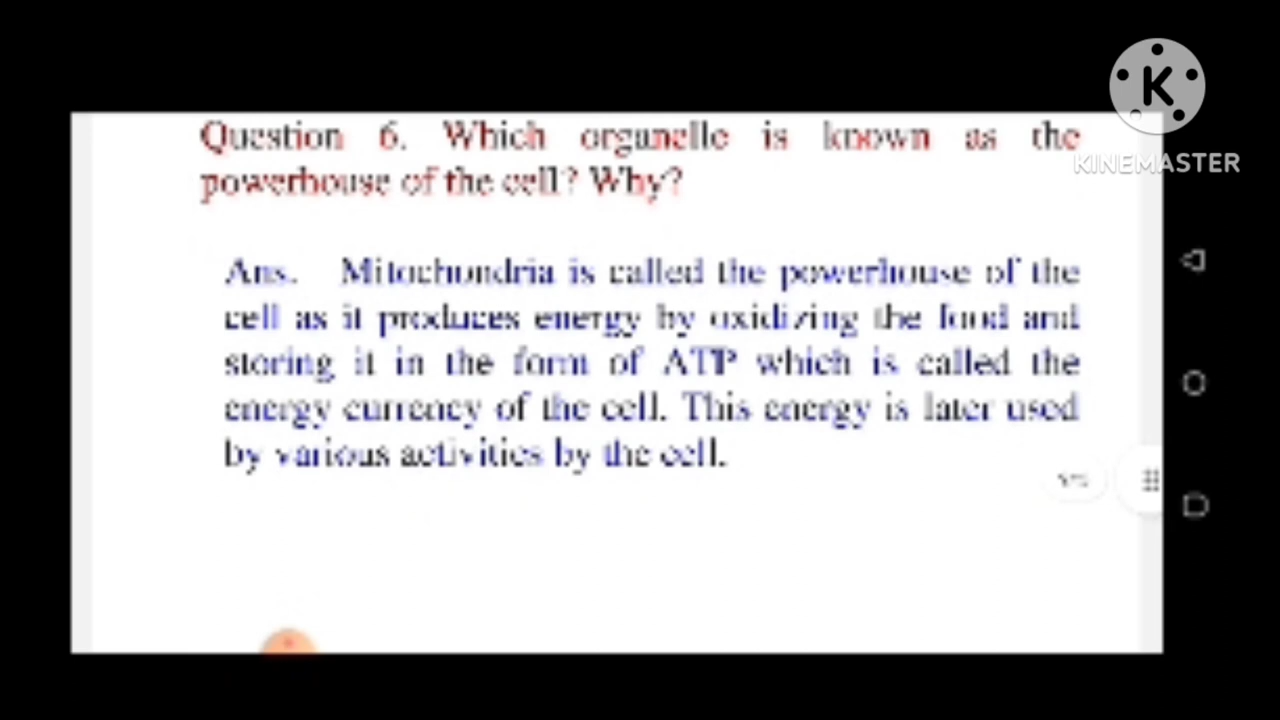 K
KINEMASTER
Question 6. Which organelle is known as the
powerhouse of the cell? Why?
Ans. Mitochondria is called the powerhouse of the
cell as it produces energy by oxidizing the food and
storing it in the form of ATP which is called the
energy currency of the cell. This energy is later used
by various activities by the cell.